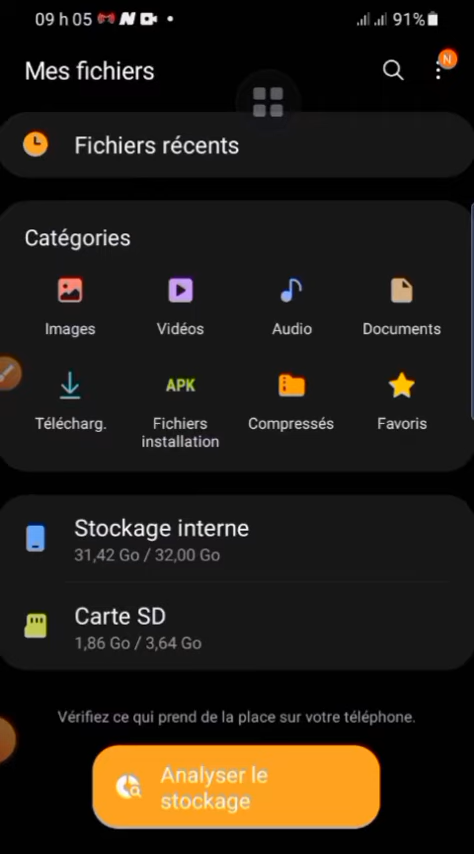 09 h 05 91%
Mes fichiers
N
Fichiers récents
Catégories
Images Vidéos Audio Documents
APK
Télécharg. Fichiers installation Compressés Favoris
Stockage interne
31,42 Go / 32,00 Go
Carte SD
1,86 Go / 3,64 Go
Vérifiez ce qui prend de la place sur votre téléphone.
Analyser le
stockage